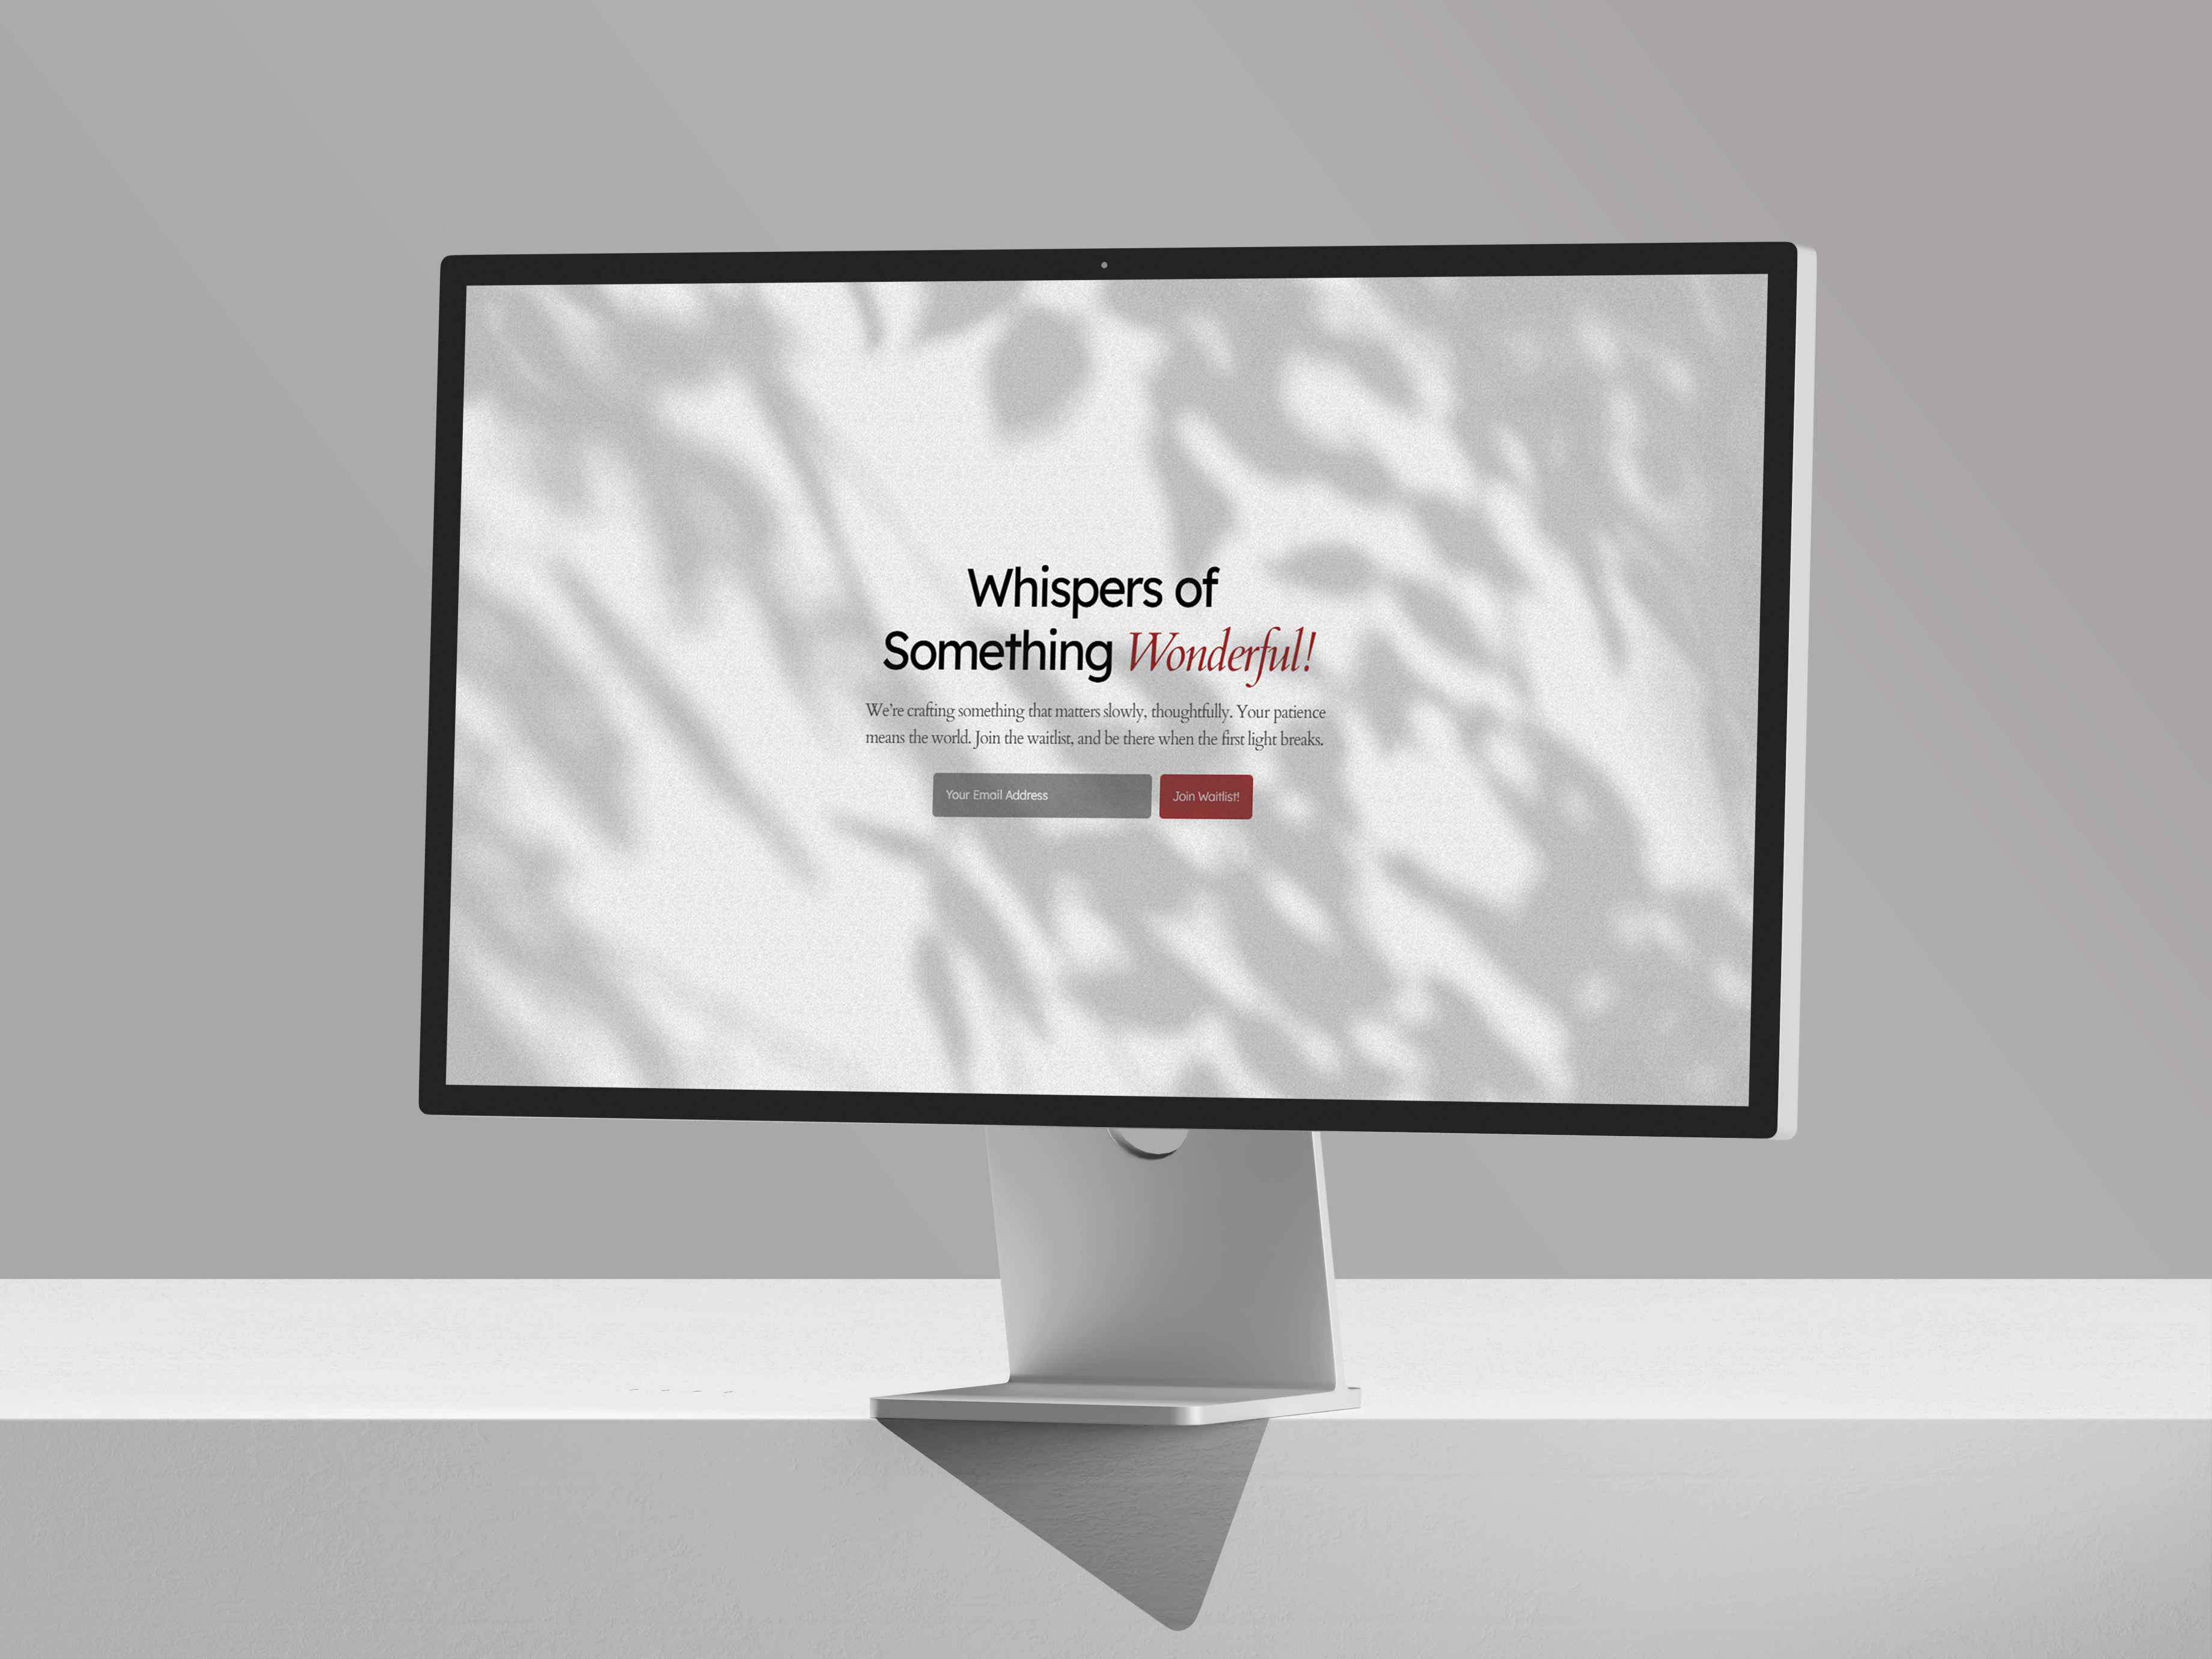 Whispers of
Something Wonderful!
We're crafting something that matters slowly, thoughtfully. Your patience
means the world. Join the waitlist, and be there when the first light breaks.
Your Email Address
Join Waitlist!